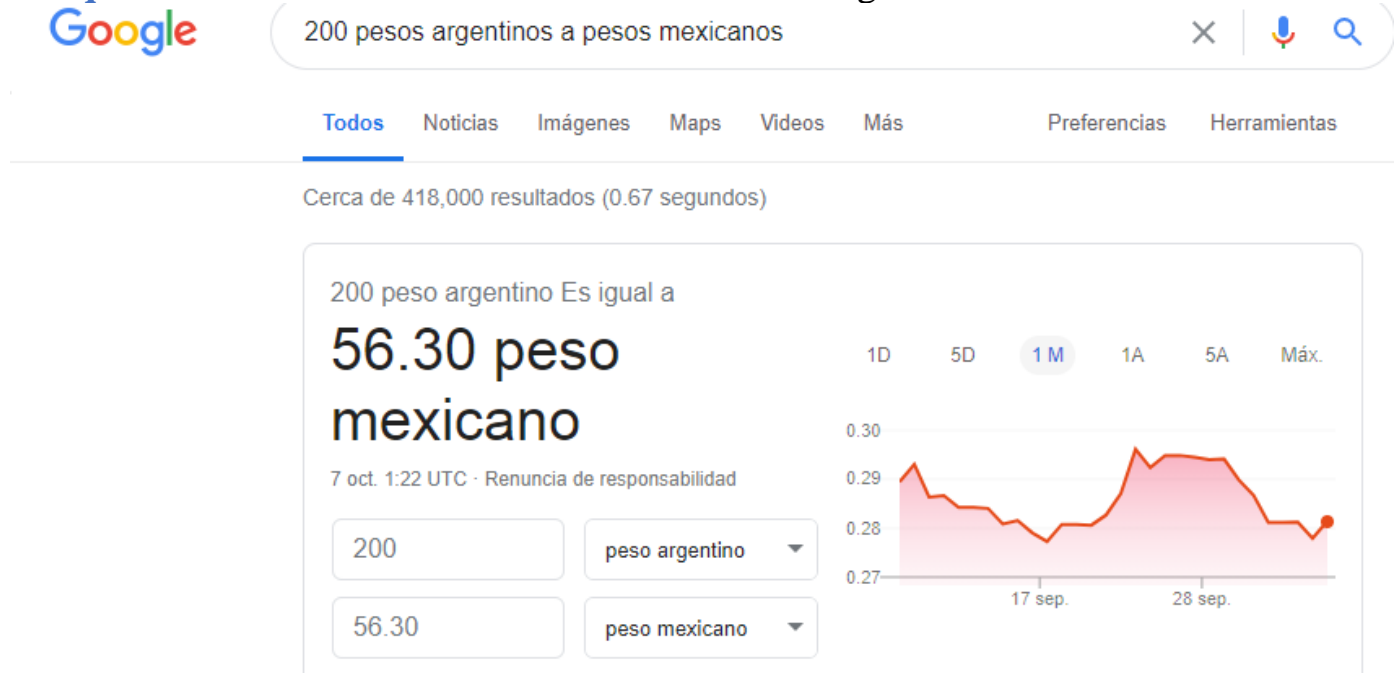 Google 200 pesos argentinos a pesos mexicanos
Todos Noticias Imágenes Maps Videos Más Preferencias Herramientas
Cerca de 418,000 resultados (0.67 segundos)
200 peso argentino Es igual a
56.30 peso
mexicano
7 oct. 1:22 UTC · Renuncia de responsabilidad
200 peso argentino
56.30 peso mexicano
1D 5D 1 M 1A 5A Máx.
0.30
0.29
0.28
0.27
17 sep. 28 sep.